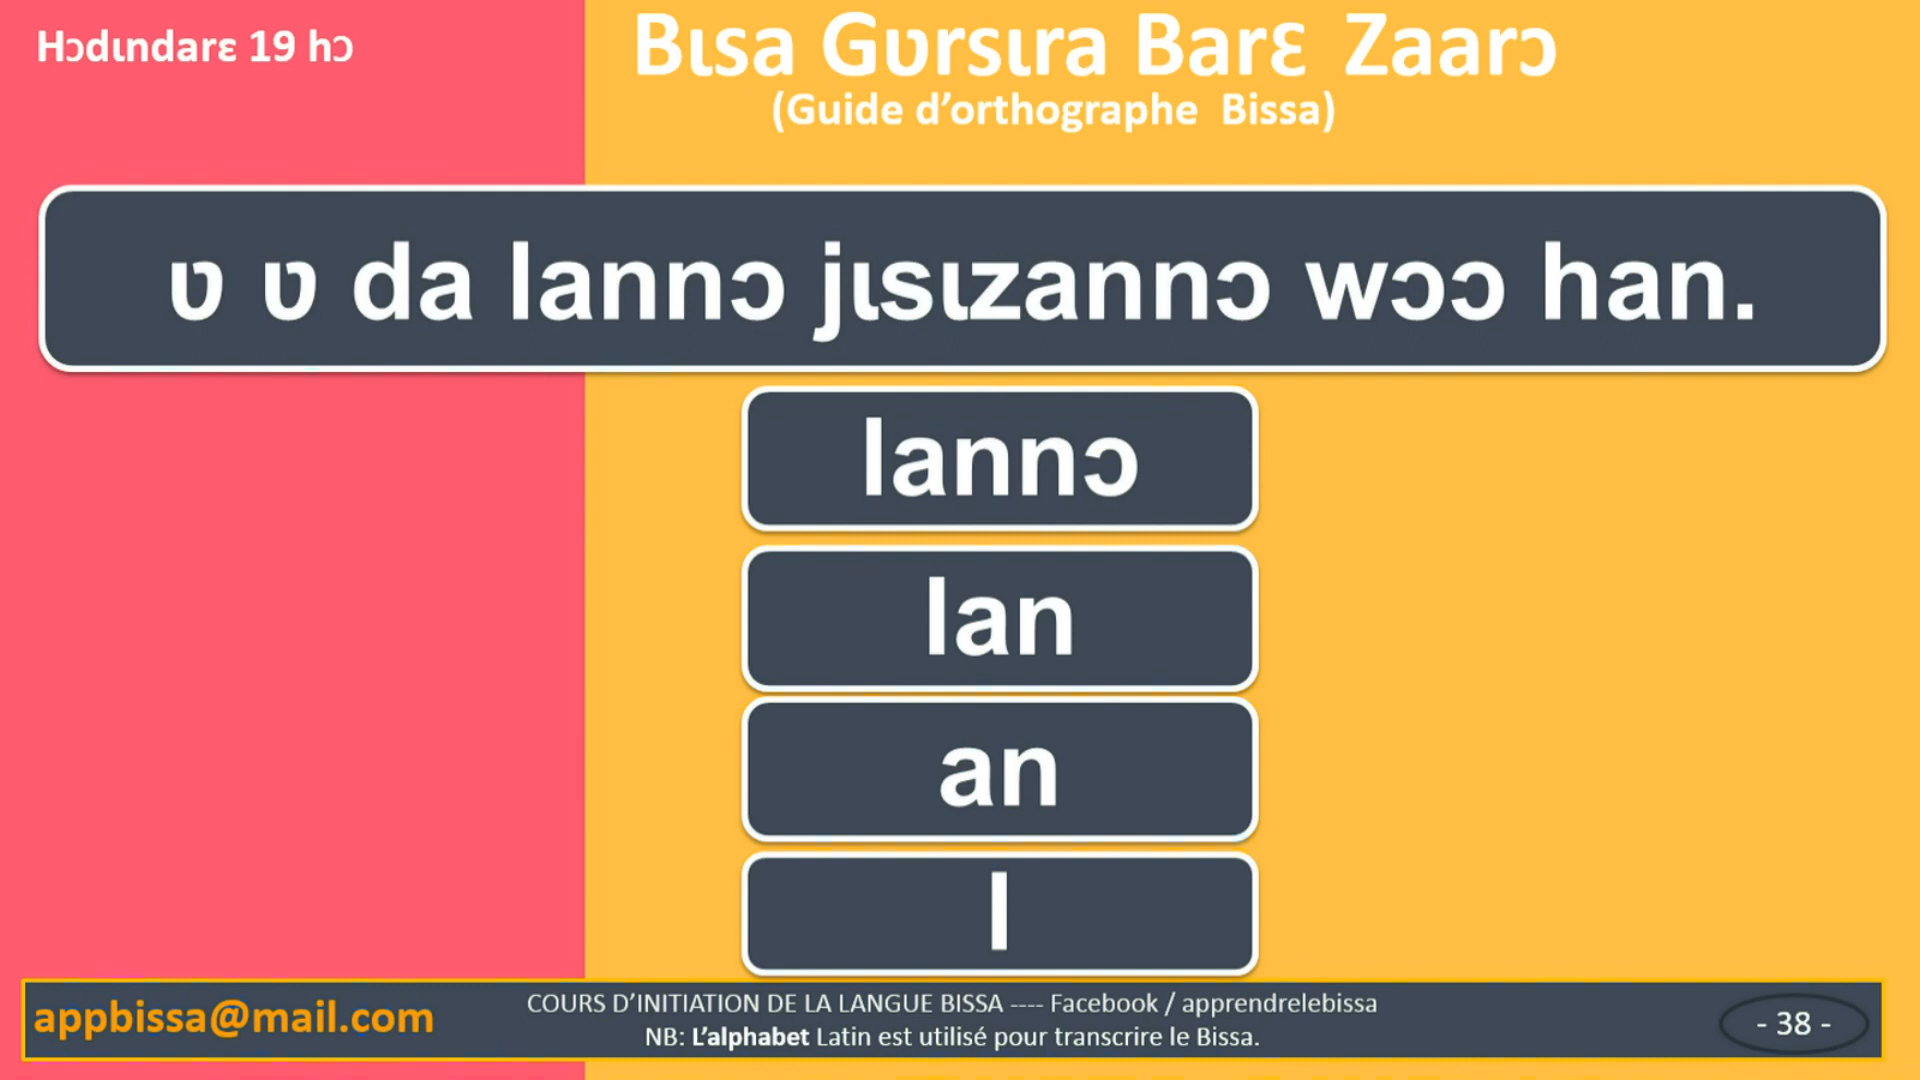 Hɔdɩndarɛ 19 hɔ
Bɩsa Gʋrsɩra Barɛ Zaarɔ
(Guide d’orthographe Bissa)
ʋ ʋ da lannɔ jɩsɩzannɔ wɔɔ han.
lannɔ
lan
an
l
appbissa@mail.com
COURS D’INITIATION DE LA LANGUE BISSA ---- Facebook / apprendrelebissa
NB: L’alphabet Latin est utilisé pour transcrire le Bissa.
- 38 -